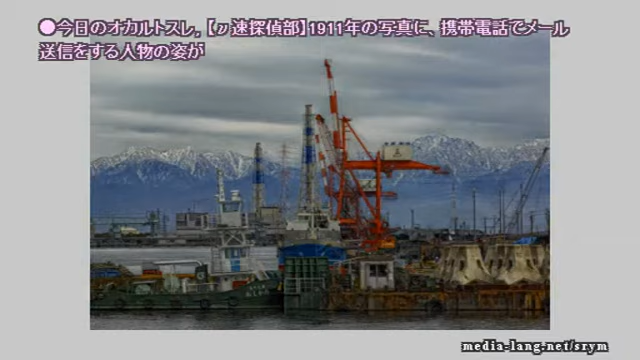 ●今日のオカルトスレ,【ν速探偵部】1911年の写真に、携帯電話でメール
送信をする人物の姿が
media-lang-net/srym